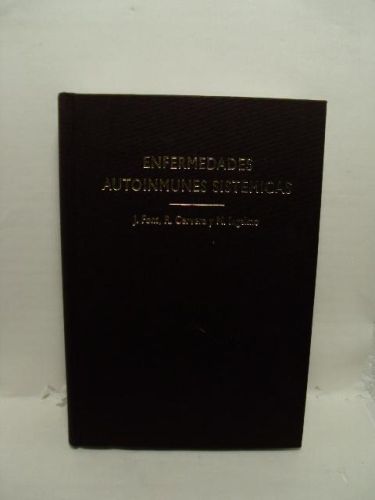 ENFERMEDADES
AUTOINMUNES SISTEMICAS
J. Font, R. Cervera y M. Ingelmo